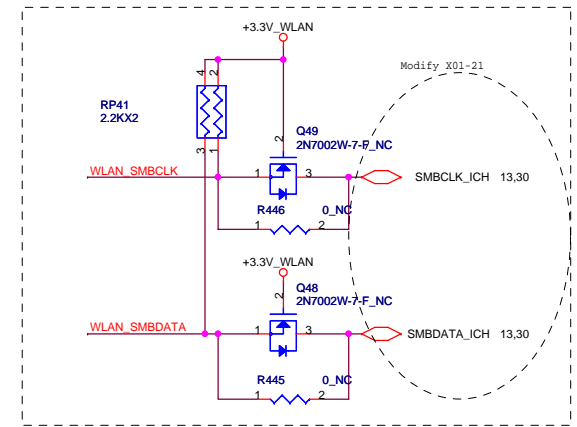 +3.3V_WLAN
Modify X01-21
4
2
RP41
2.2KX2
3
1
2
Q49
2N7002W-7-F_NC
WLAN_SMBCLK
1
3
SMBCLK_ICH 13,30
R446
0_NC
1
2
+3.3V_WLAN
2
Q48
2N7002W-7-F_NC
WLAN_SMBDATA
1
3
SMBDATA_ICH 13,30
R445
0_NC
1
2